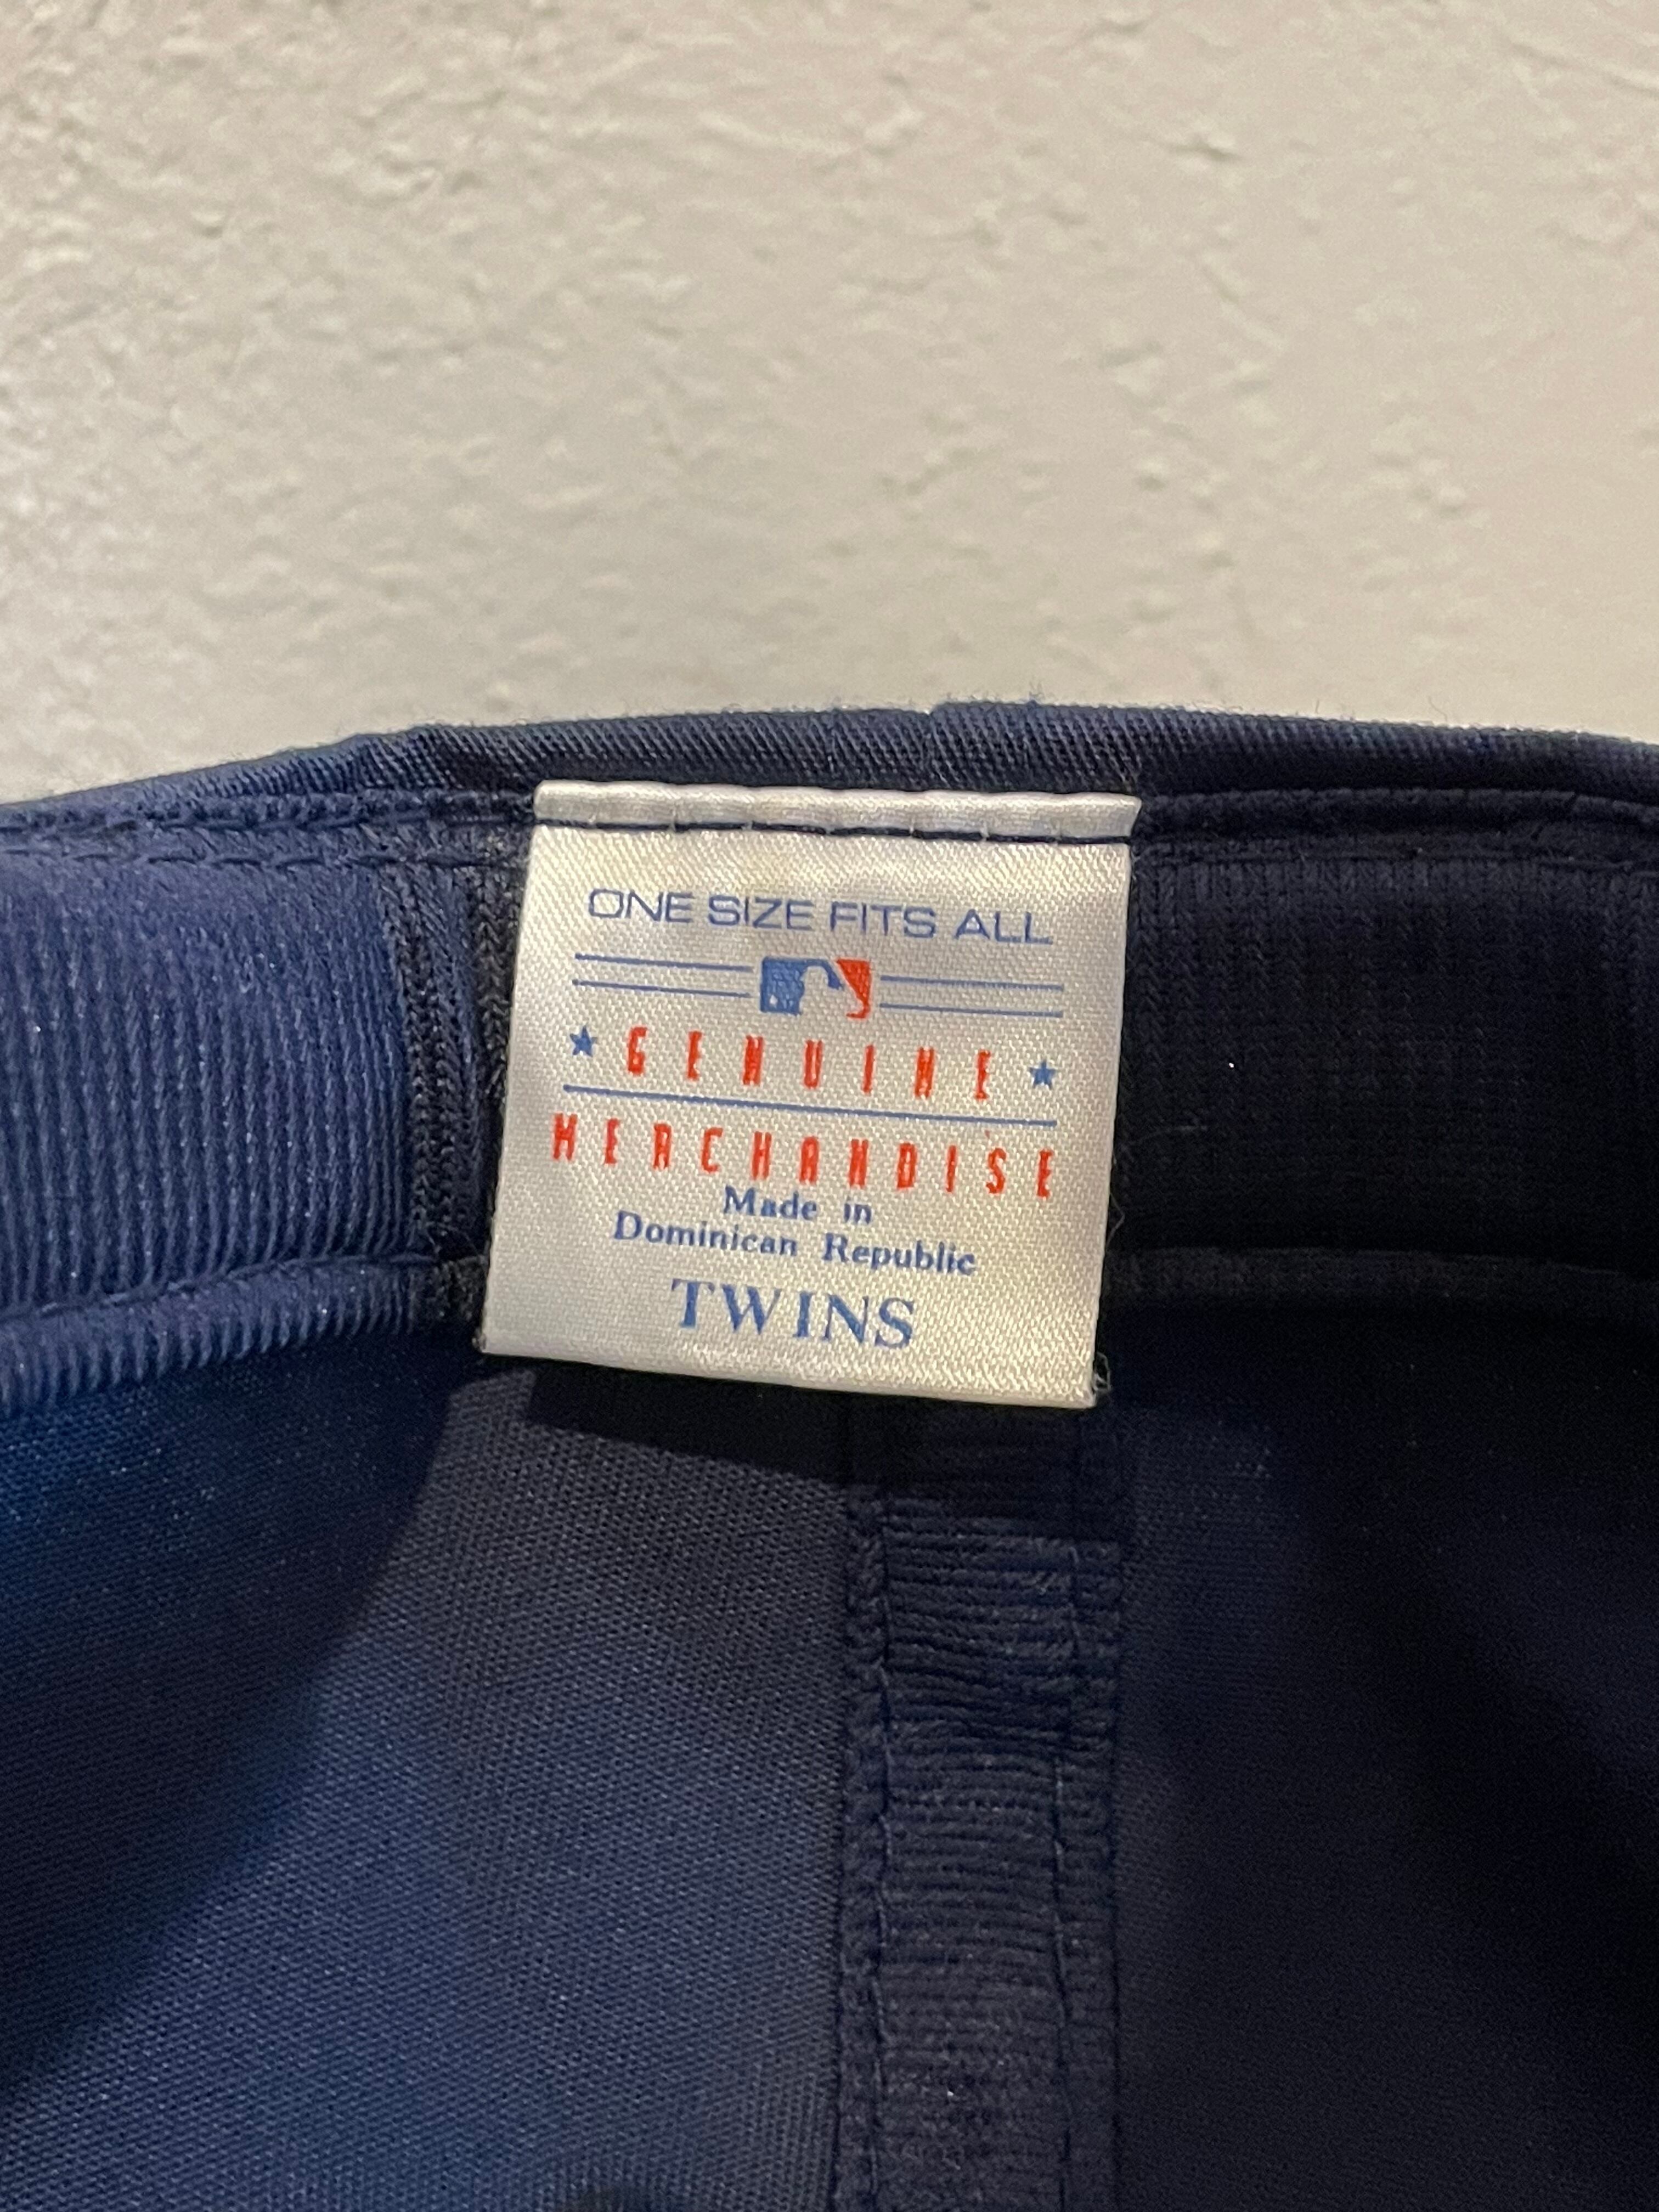 ONE SIZE FITS ALL
GENUINE
MERCHANDISE
Made in
Dominican Republic
TWINS